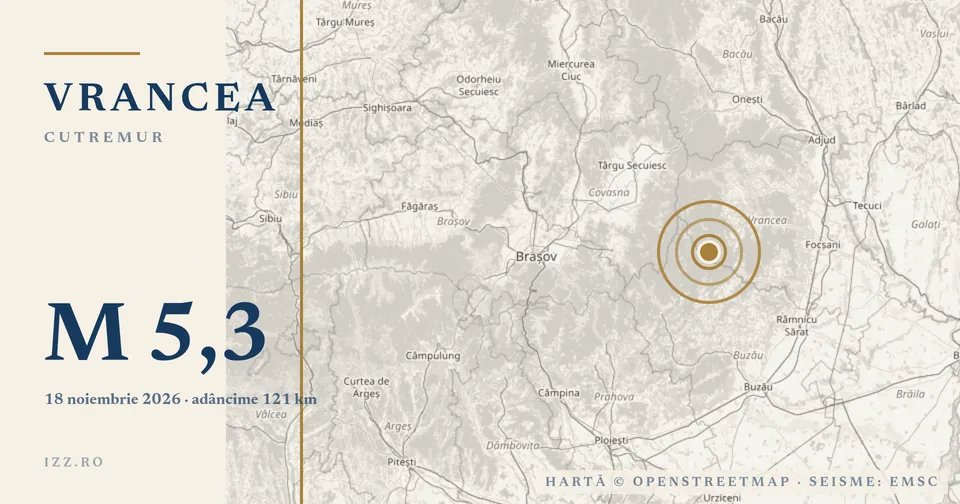 VRANCEA
CUTREMUR
M 5,3
18 noiembrie 2026 · adâncime 121 km
IZZ.RO
Mureș
Târgu Mureș
Bacău
Vaslui
Miercurea
Ciuc
Bacău
Târnăveni
Odorheiu
Secuiesc
Onești
Sighișoara
Bârlad
laj
Mediaș
Adjud
Târgu Secuiesc
Covasna
Sibiu
Făgăraș
Tecuci
Sibiu
Brașov
Vrancea
Galați
Focșani
Brașov
Râmnicu
Sărat
Câmpulung
Buzău
Curtea de
Argeș
Câmpina
Prahova
Buzău
Brăila
Vâlcea
Argeș
Dâmbovița
Ploiești
Pitești
HARTĂ © OPENSTREETMAP · SEISME: EMSC
Urziceni